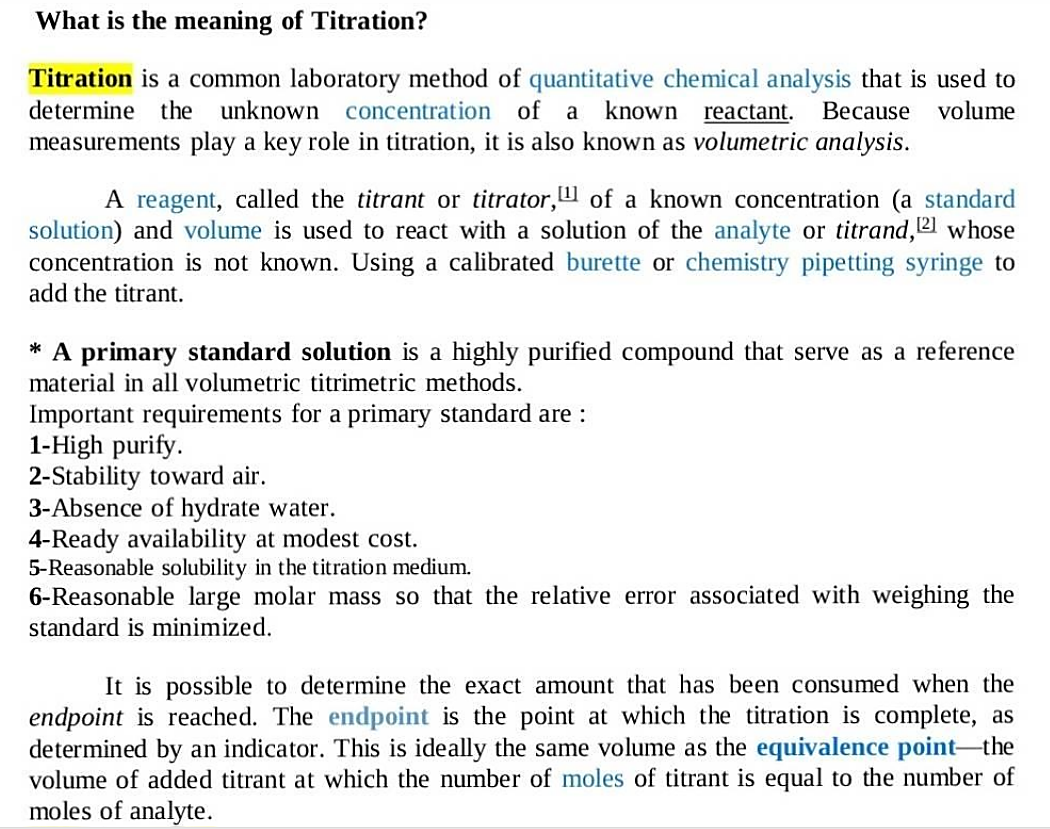 What is the meaning of Titration?
Titration is a common laboratory method of quantitative chemical analysis that is used to
determine the unknown concentration of a known reactant. Because volume
measurements play a key role in titration, it is also known as volumetric analysis.
A reagent, called the titrant or titrator,[1] of a known concentration (a standard
solution) and volume is used to react with a solution of the analyte or titrand,[2] whose
concentration is not known. Using a calibrated burette or chemistry pipetting syringe to
add the titrant.
* A primary standard solution is a highly purified compound that serve as a reference
material in all volumetric titrimetric methods.
Important requirements for a primary standard are :
1-High purify.
2-Stability toward air.
3-Absence of hydrate water.
4-Ready availability at modest cost.
5-Reasonable solubility in the titration medium.
6-Reasonable large molar mass so that the relative error associated with weighing the
standard is minimized.
It is possible to determine the exact amount that has been consumed when the
endpoint is reached. The endpoint is the point at which the titration is complete, as
determined by an indicator. This is ideally the same volume as the equivalence point—the
volume of added titrant at which the number of moles of titrant is equal to the number of
moles of analyte.